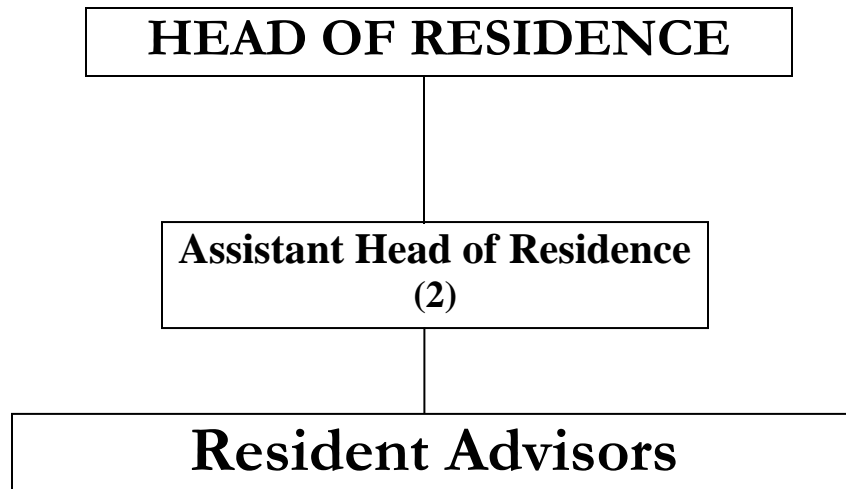 HEAD OF RESIDENCE
Assistant Head of Residence
(2)
Resident Advisors